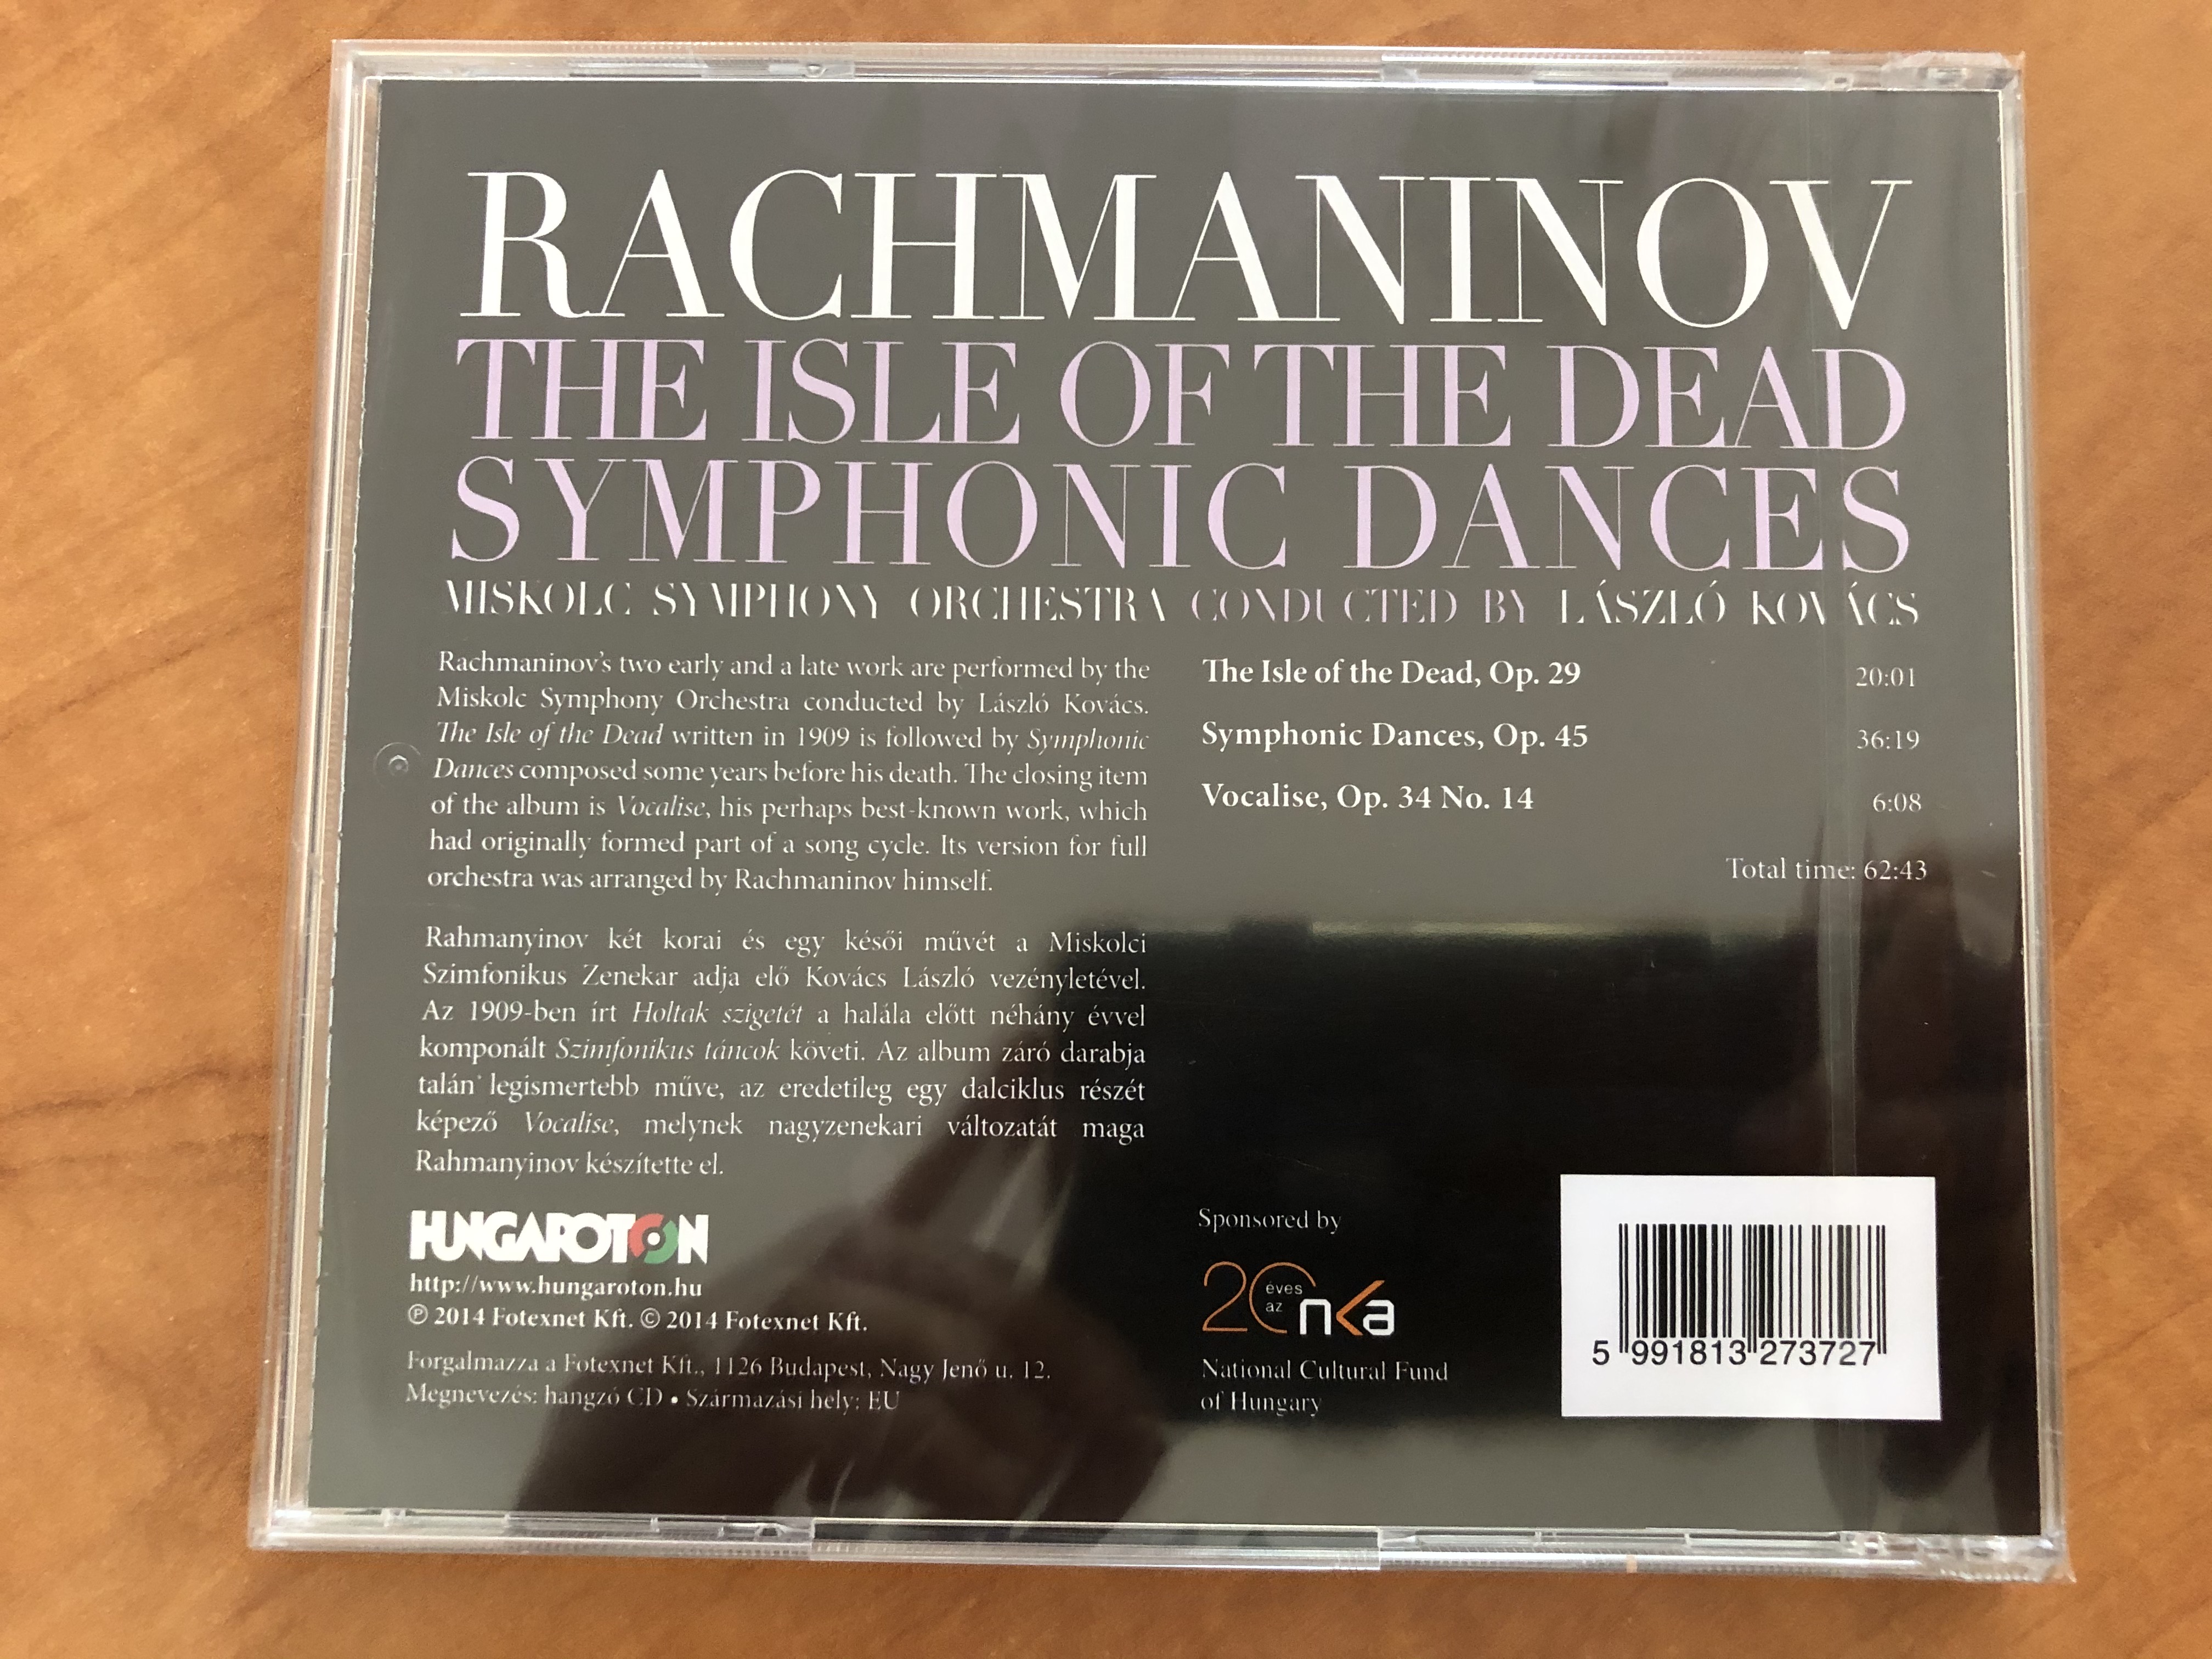 RACHMANINOV
THE ISLE OF THE DEAD
SYMPHONIC DANCES
MISKOLC SYMPHONY ORCHESTRA CONDUCTED BY LÁSZLÓ KOVÁCS
Rachmaninov's two early and a late work are performed by the
Miskolc Symphony Orchestra conducted by László Kovács.
The Isle of the Dead written in 1909 is followed by Symphonic
Dances composed some years before his death. The closing item
of the album is Vocalise, his perhaps best-known work, which
had originally formed part of a song cycle. Its version for full
orchestra was arranged by Rachmaninov himself.
Rahmanyinov két korai és egy késői művét a Miskolci
Szimfonikus Zenekar adja elő Kovács László vezényletével.
Az 1909-ben írt Holtak szigetét a halála előtt néhány évvel
komponált Szimfonikus táncok követi. Az album záró darabja
talán legismertebb műve, az eredetileg egy dalciklus részét
képező Vocalise, melynek nagyzenekari változatát maga
Rahmanyinov készítette el.
The Isle of the Dead, Op. 29 20:01
Symphonic Dances, Op. 45 36:19
Vocalise, Op. 34 No. 14 6:08
Total time: 62:43
HUNGAROTON
http://www.hungaroton.hu
℗ 2014 Fotexnet Kft. © 2014 Fotexnet Kft.
Forgalmazza a Fotexnet Kft., 1126 Budapest, Nagy Jenő u. 12.
Megnevezés: hangzó CD • Származási hely: EU
Sponsored by
20 éves az nka
National Cultural Fund
of Hungary
5 991813 273727